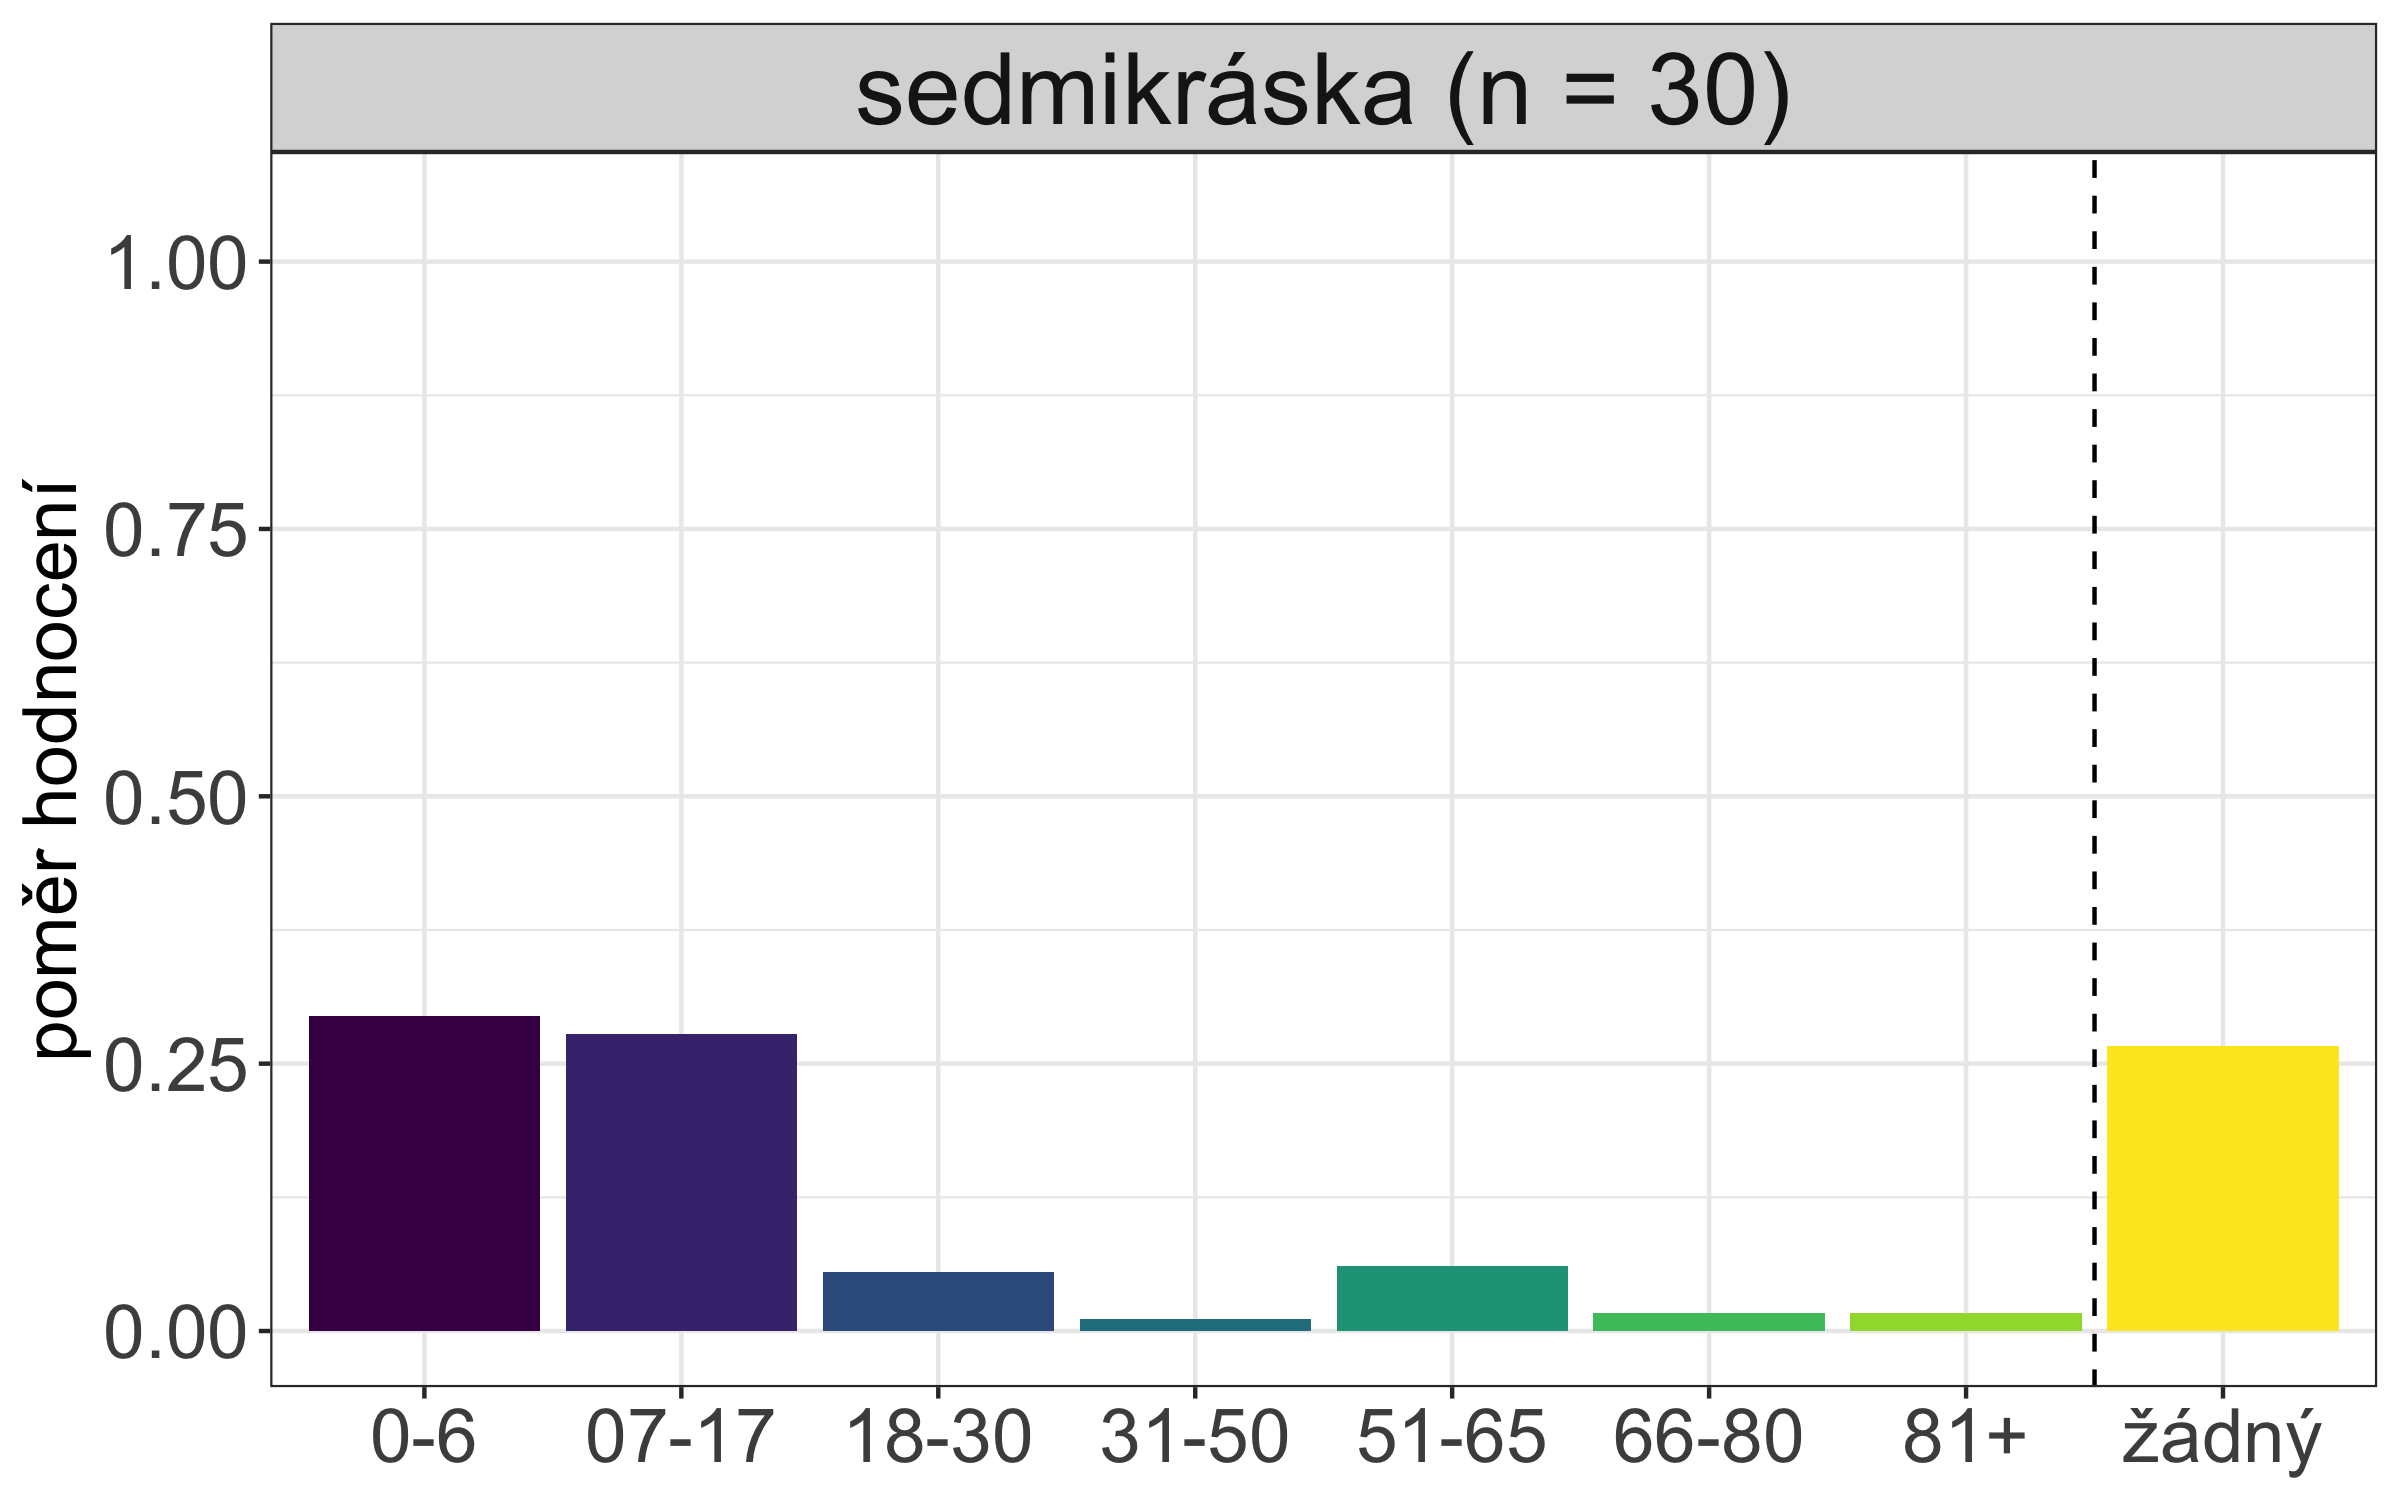 sedmikráska (n = 30)
poměr hodnocení
1.00
0.75
0.50
0.25
0.00
0-6 07-17 18-30 31-50 51-65 66-80 81+ žádný